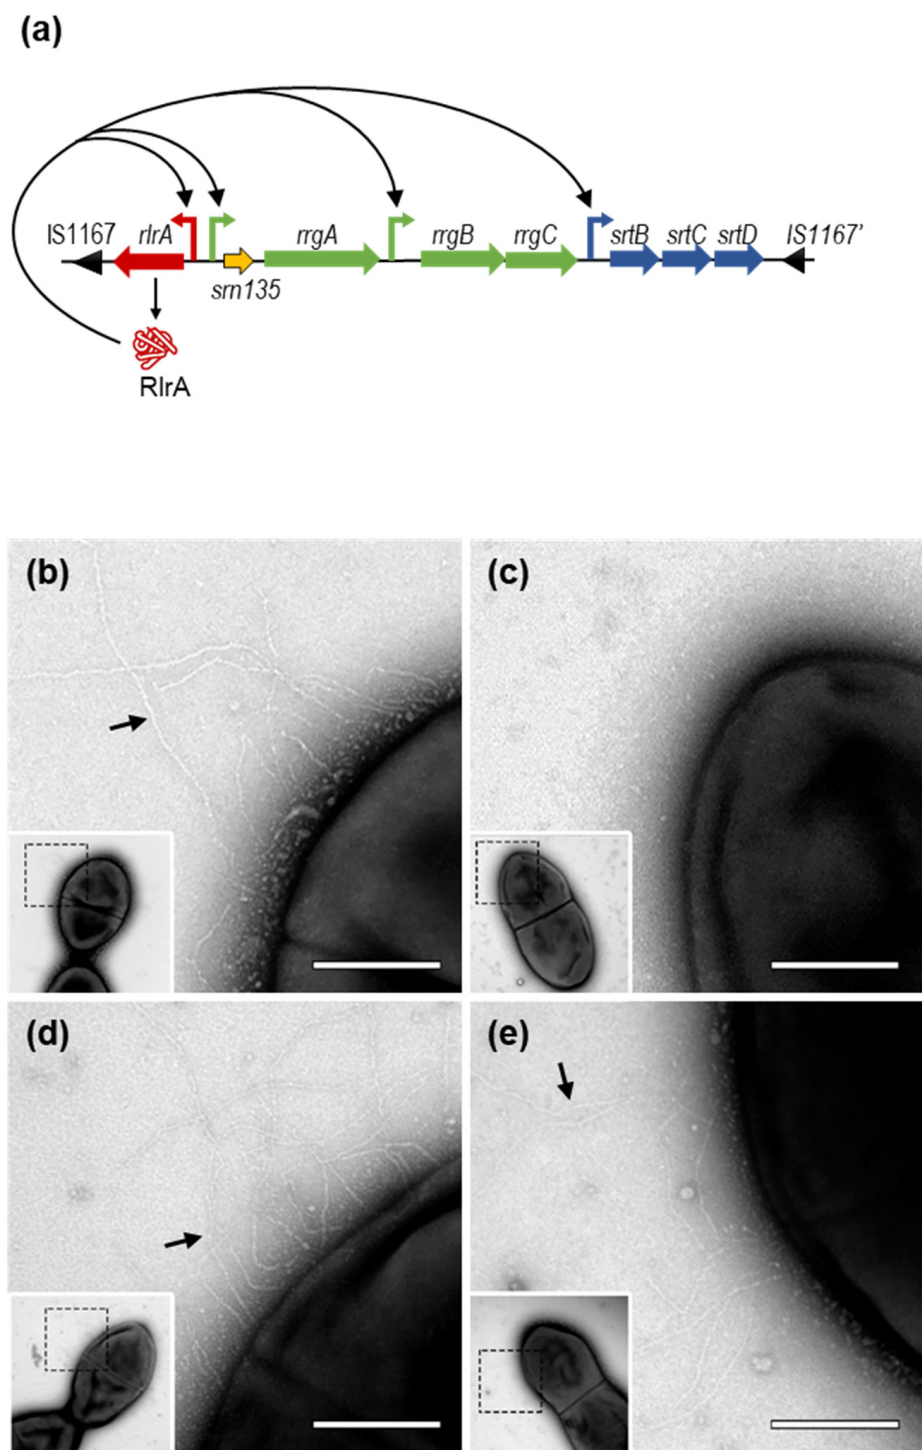 (a)
IS1167 rlrA rrgA rrgB rrgC srtB srtC srtD IS1167'
srn135
RlrA
(b) (c)
(d) (e)